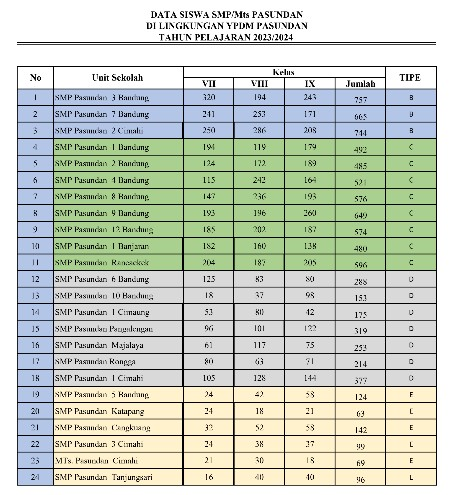 DATA SISWA SMP/Mts PASUNDAN
DI LINGKUNGAN YPDM PASUNDAN
TAHUN PELAJARAN 2023/2024
No Unit Sekolah Kelas TIPE
VII VIII IX Jumlah
1 SMP Pasundan 3 Bandung 320 194 243 757 B
2 SMP Pasundan 7 Bandung 241 253 171 665 B
3 SMP Pasundan 2 Cimahi 250 286 208 744 B
4 SMP Pasundan 1 Bandung 194 119 179 492 C
5 SMP Pasundan 2 Bandung 124 172 189 485 C
6 SMP Pasundan 4 Bandung 115 242 164 521 C
7 SMP Pasundan 8 Bandung 147 236 193 576 C
8 SMP Pasundan 9 Bandung 193 196 260 649 C
9 SMP Pasundan 12 Bandung 185 202 187 574 C
10 SMP Pasundan 1 Banjaran 182 160 138 480 C
11 SMP Pasundan Rancaekek 204 187 205 596 C
12 SMP Pasundan 6 Bandung 125 83 80 288 D
13 SMP Pasundan 10 Bandung 18 37 98 153 D
14 SMP Pasundan 1 Cimaung 53 80 42 175 D
15 SMP Pasundan Pangalengan 96 101 122 319 D
16 SMP Pasundan Majalaya 61 117 75 253 D
17 SMP Pasundan Rongga 80 63 71 214 D
18 SMP Pasundan 1 Cimahi 105 128 144 377 D
19 SMP Pasundan 5 Bandung 24 42 58 124 E
20 SMP Pasundan Katapang 24 18 21 63 E
21 SMP Pasundan Cangkuang 32 52 58 142 E
22 SMP Pasundan 3 Cimahi 24 38 37 99 E
23 MTs. Pasundan Cimahi 21 30 18 69 E
24 SMP Pasundan Tanjungsari 16 40 40 96 E